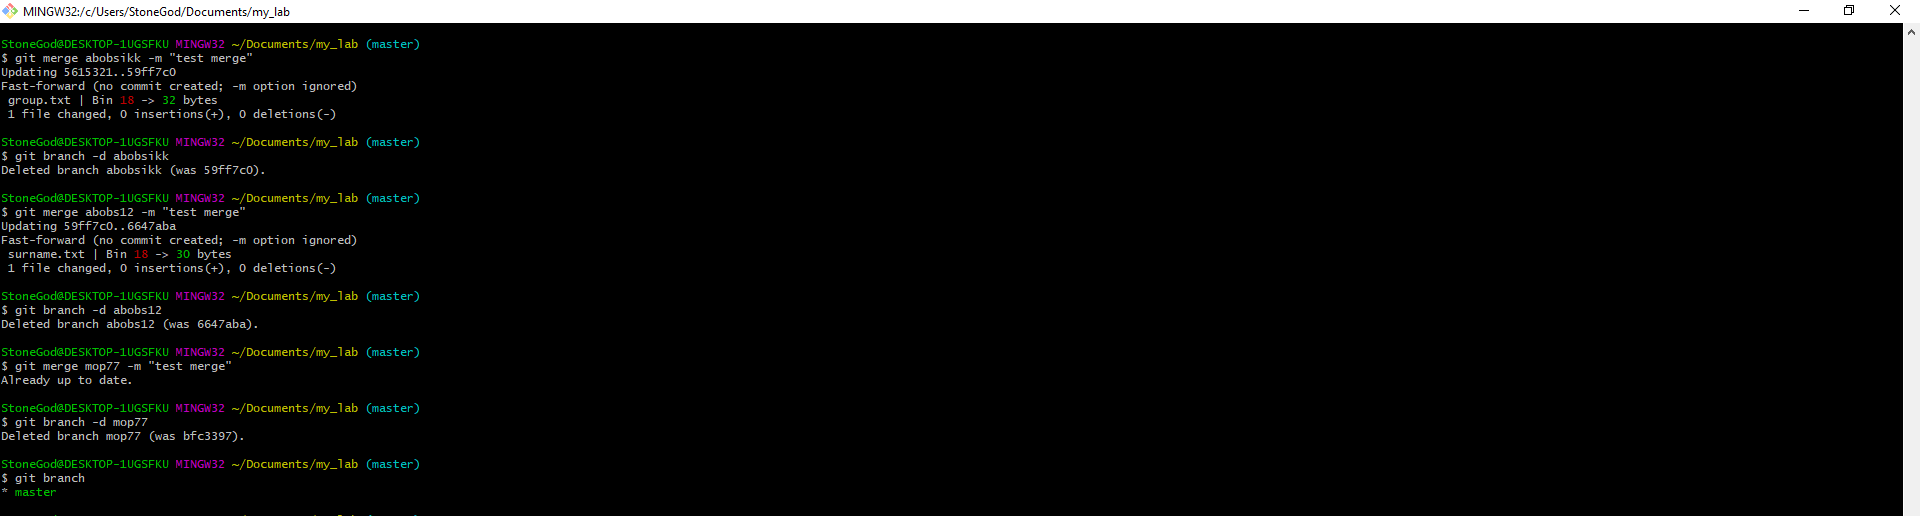 MINGW32:/c/Users/StoneGod/Documents/my_lab
StoneGod@DESKTOP-1UGSFKU MINGW32 ~/Documents/my_lab (master)
$ git merge abobsikk -m "test merge"
Updating 5615321..59ff7c0
Fast-forward (no commit created; -m option ignored)
 group.txt | Bin 18 -> 32 bytes
 1 file changed, 0 insertions(+), 0 deletions(-)
StoneGod@DESKTOP-1UGSFKU MINGW32 ~/Documents/my_lab (master)
$ git branch -d abobsikk
Deleted branch abobsikk (was 59ff7c0).
StoneGod@DESKTOP-1UGSFKU MINGW32 ~/Documents/my_lab (master)
$ git merge abobs12 -m "test merge"
Updating 59ff7c0..6647aba
Fast-forward (no commit created; -m option ignored)
 surname.txt | Bin 18 -> 30 bytes
 1 file changed, 0 insertions(+), 0 deletions(-)
StoneGod@DESKTOP-1UGSFKU MINGW32 ~/Documents/my_lab (master)
$ git branch -d abobs12
Deleted branch abobs12 (was 6647aba).
StoneGod@DESKTOP-1UGSFKU MINGW32 ~/Documents/my_lab (master)
$ git merge mop77 -m "test merge"
Already up to date.
StoneGod@DESKTOP-1UGSFKU MINGW32 ~/Documents/my_lab (master)
$ git branch -d mop77
Deleted branch mop77 (was bfc3397).
StoneGod@DESKTOP-1UGSFKU MINGW32 ~/Documents/my_lab (master)
$ git branch
* master